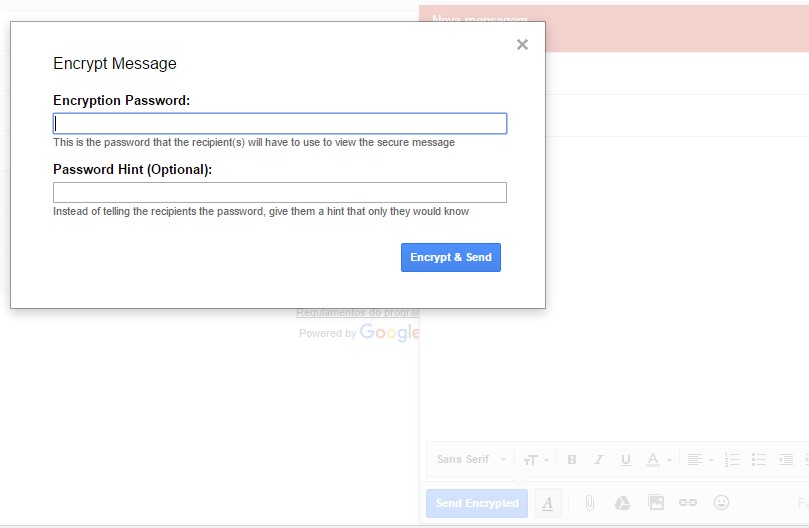 Nova mensagem
Encrypt Message
Encryption Password:
This is the password that the recipient(s) will have to use to view the secure message
Password Hint (Optional):
Instead of telling the recipients the password, give them a hint that only they would know
Encrypt & Send
Regulamentos do prograr
Powered by Google
Sans Serif
Send Encrypted